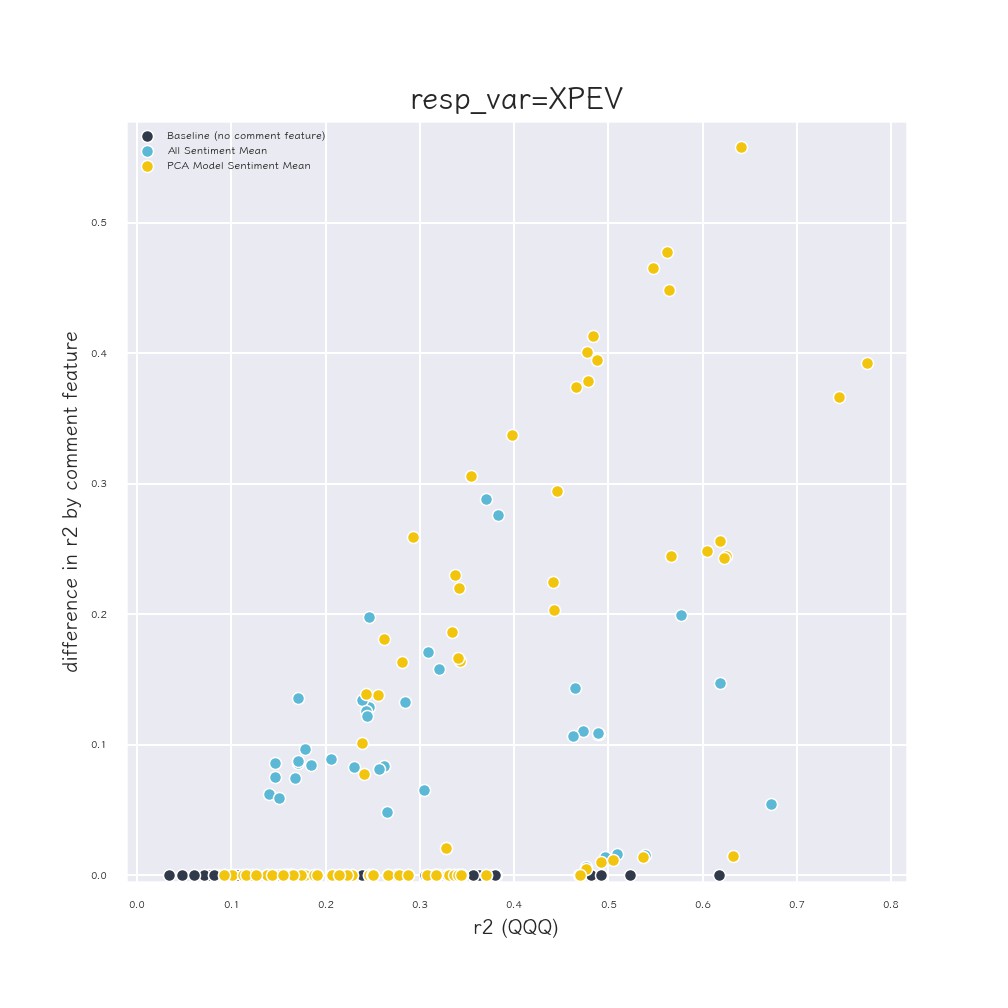 resp_var=XPEV
Baseline (no comment feature)
All Sentiment Mean
PCA Model Sentiment Mean
difference in r2 by comment feature
0.5
0.4
0.3
0.2
0.1
0.0
0.0 0.1 0.2 0.3 0.4 0.5 0.6 0.7 0.8
r2 (QQQ)